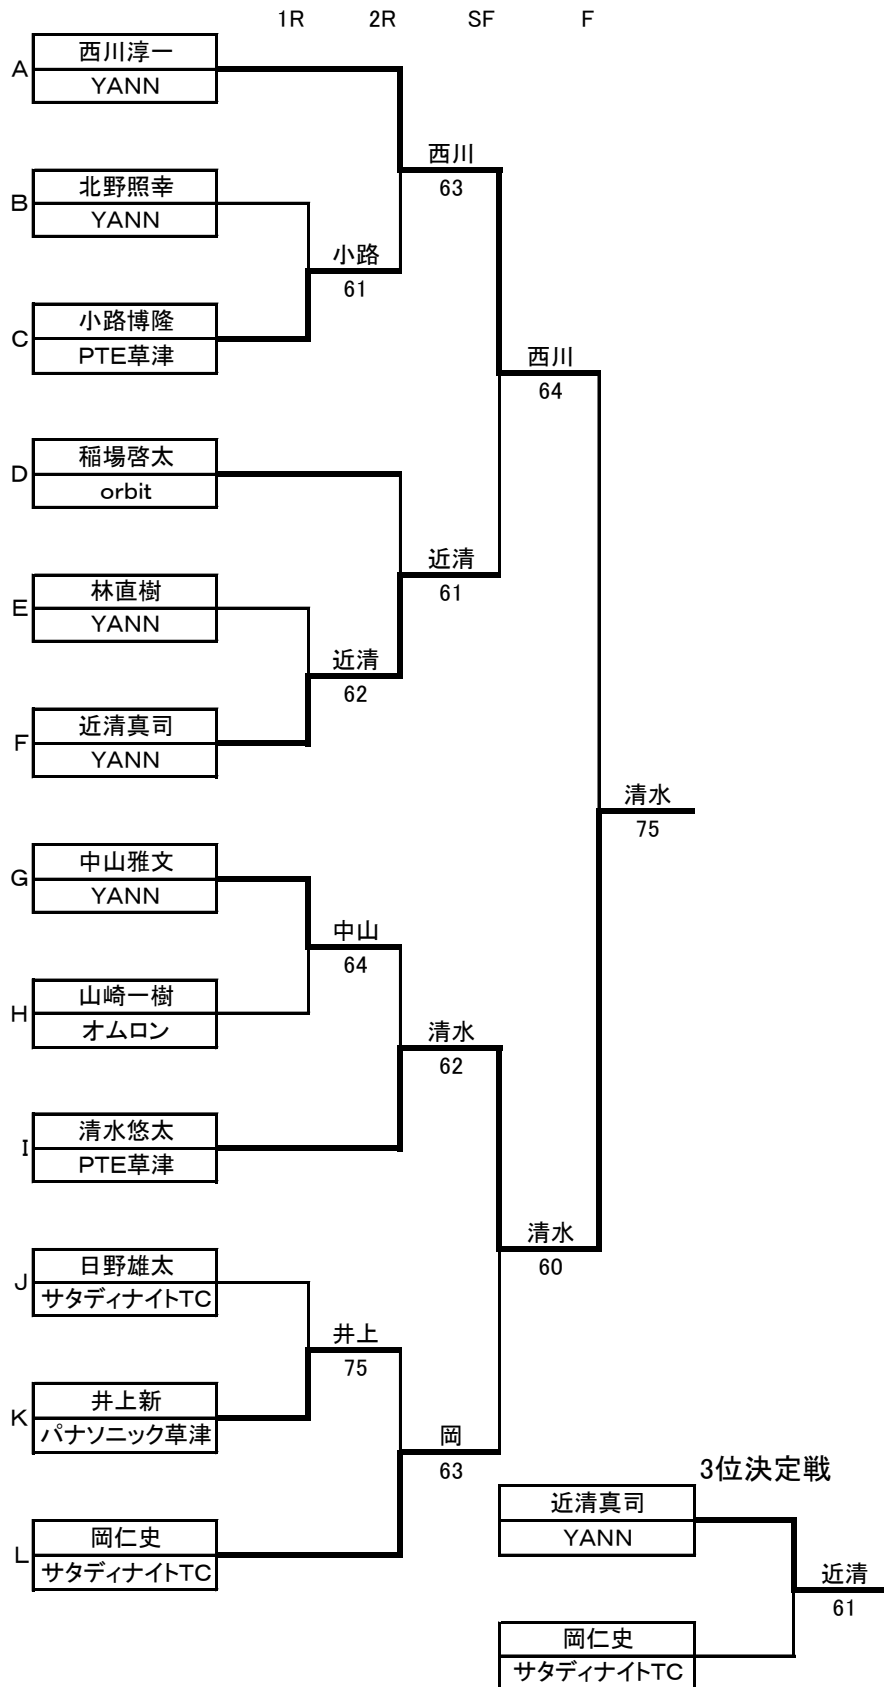 1R 2R SF F
A
西川淳一
YANN
西川
63
B
北野照幸
YANN
小路
61
C
小路博隆
PTE草津
西川
64
D
稲場啓太
orbit
近清
61
E
林直樹
YANN
近清
62
F
近清真司
YANN
清水
75
G
中山雅文
YANN
中山
64
H
山崎一樹
オムロン
清水
62
I
清水悠太
PTE草津
清水
60
J
日野雄太
サタディナイトTC
井上
75
K
井上新
パナソニック草津
岡
63
L
岡仁史
サタディナイトTC
3位決定戦
近清真司
YANN
近清
61
岡仁史
サタディナイトTC